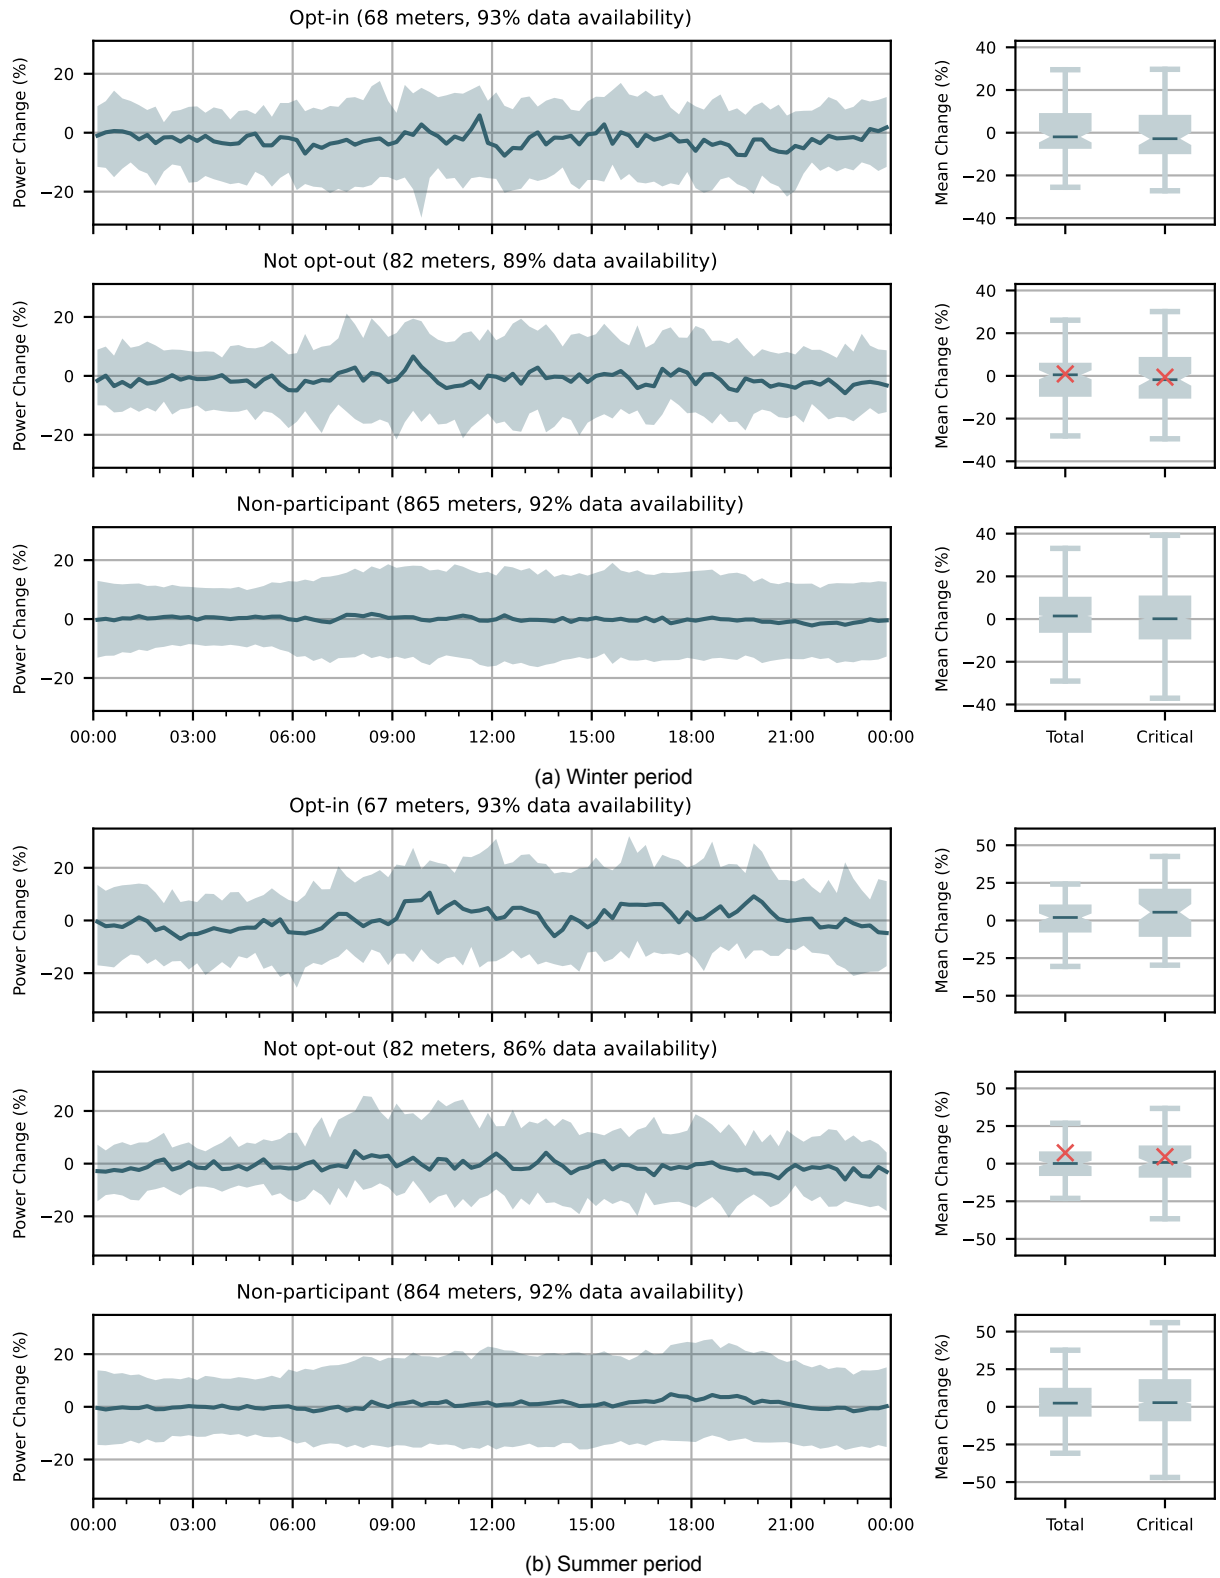 Opt-in (68 meters, 93% data availability)
Power Change (%)
20
0
−20
Mean Change (%)
40
20
0
−20
−40
Not opt-out (82 meters, 89% data availability)
Power Change (%)
20
0
−20
Mean Change (%)
40
20
0
−20
−40
Non-participant (865 meters, 92% data availability)
Power Change (%)
20
0
−20
00:00 03:00 06:00 09:00 12:00 15:00 18:00 21:00 00:00
Mean Change (%)
40
20
0
−20
−40
Total Critical
(a) Winter period
Opt-in (67 meters, 93% data availability)
Power Change (%)
20
0
−20
Mean Change (%)
50
25
0
−25
−50
Not opt-out (82 meters, 86% data availability)
Power Change (%)
20
0
−20
Mean Change (%)
50
25
0
−25
−50
Non-participant (864 meters, 92% data availability)
Power Change (%)
20
0
−20
00:00 03:00 06:00 09:00 12:00 15:00 18:00 21:00 00:00
Mean Change (%)
50
25
0
−25
−50
Total Critical
(b) Summer period